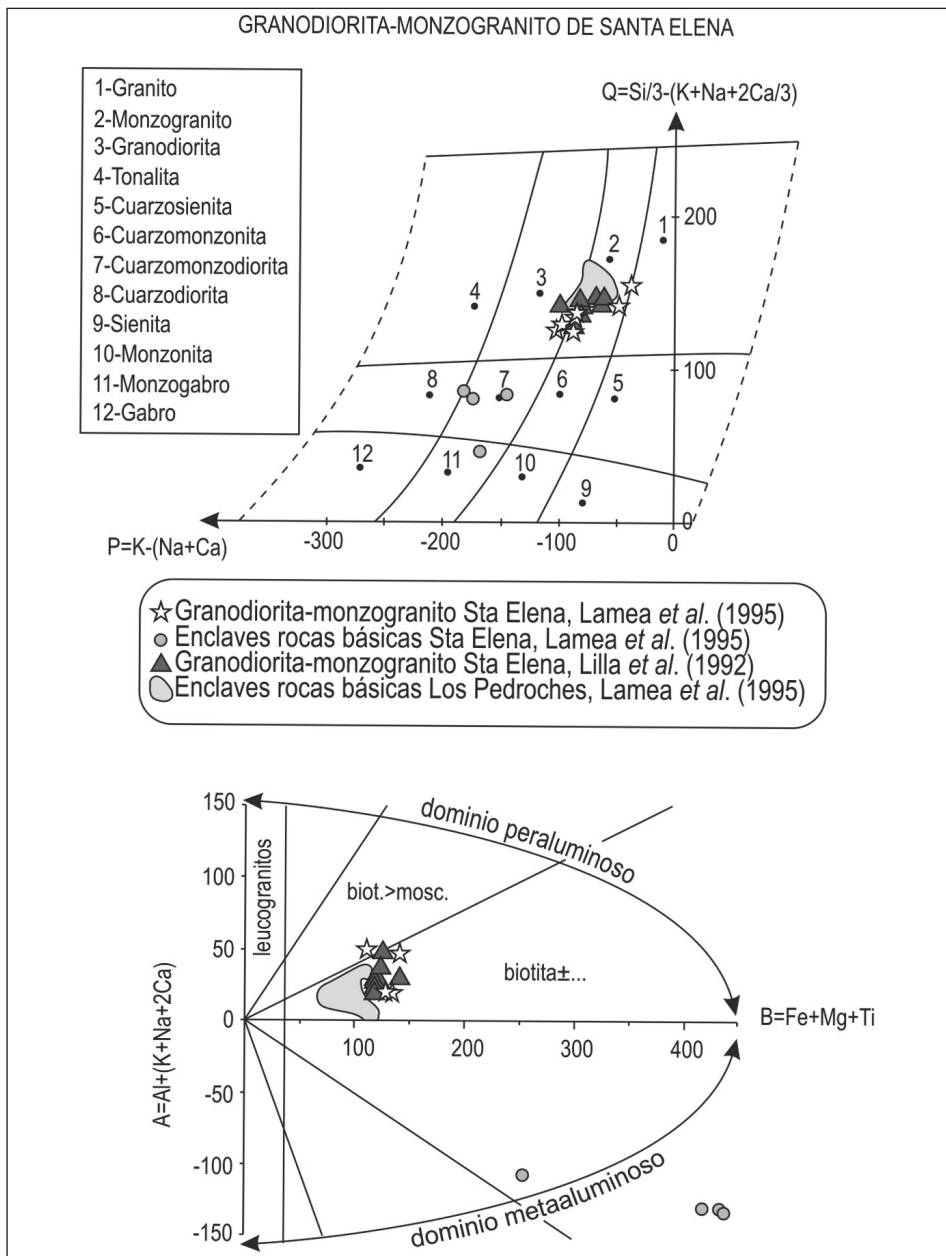 GRANODIORITA-MONZOGRANITO DE SANTA ELENA
1-Granito
2-Monzogranito
3-Granodiorita
4-Tonalita
5-Cuarzosienita
6-Cuarzomonzonita
7-Cuarzomonzodiorita
8-Cuarzodiorita
9-Sienita
10-Monzonita
11-Monzogabro
12-Gabro
Q=Si/3-(K+Na+2Ca/3)
200
1
2
3
4
100
8
7
6
5
12
11
10
9
0
P=K-(Na+Ca)
-300
-200
-100
0
Granodiorita-monzogranito Sta Elena, Lamea et al. (1995)
Enclaves rocas básicas Sta Elena, Lamea et al. (1995)
Granodiorita-monzogranito Sta Elena, Lilla et al. (1992)
Enclaves rocas básicas Los Pedroches, Lamea et al. (1995)
150
100
50
0
-50
-100
-150
A=Al+(K+Na+2Ca)
leucogranitos
dominio peraluminoso
biot.>mosc.
biotita±...
100
200
300
400
B=Fe+Mg+Ti
dominio metaaluminoso